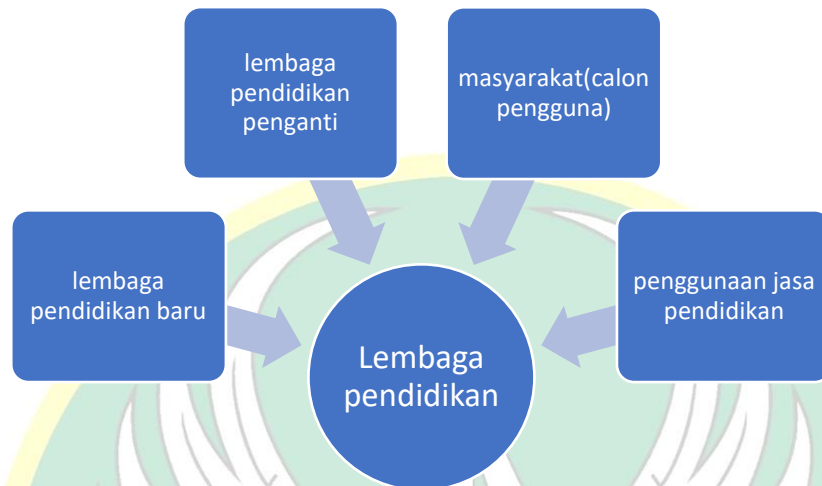 lembaga
pendidikan
penganti
masyarakat(calon
pengguna)
lembaga
pendidikan baru
penggunaan jasa
pendidikan
Lembaga
pendidikan